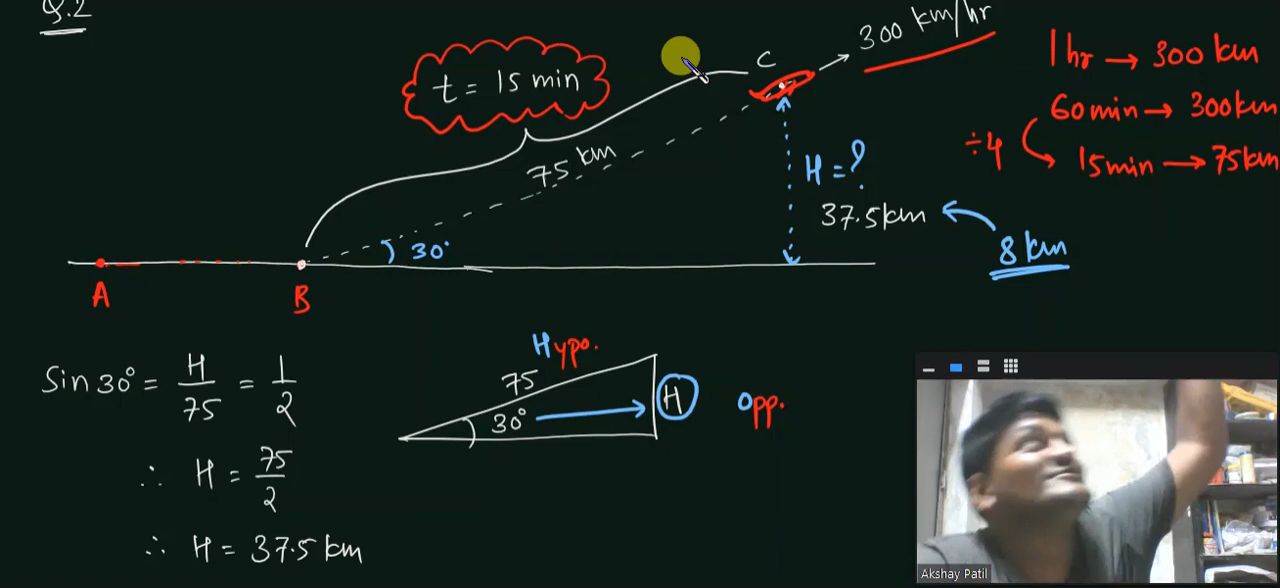 Q.2
t = 15 min
C
300 km/hr
1 hr → 300 km
60 min → 300 km
÷4
15 min → 75 km
75 km
H = ?
37.5 km
8 km
30°
A
B
Sin 30° = H/75 = 1/2
∴ H = 75/2
∴ H = 37.5 km
Hypo.
75
30°
H
Opp.
Akshay Patil